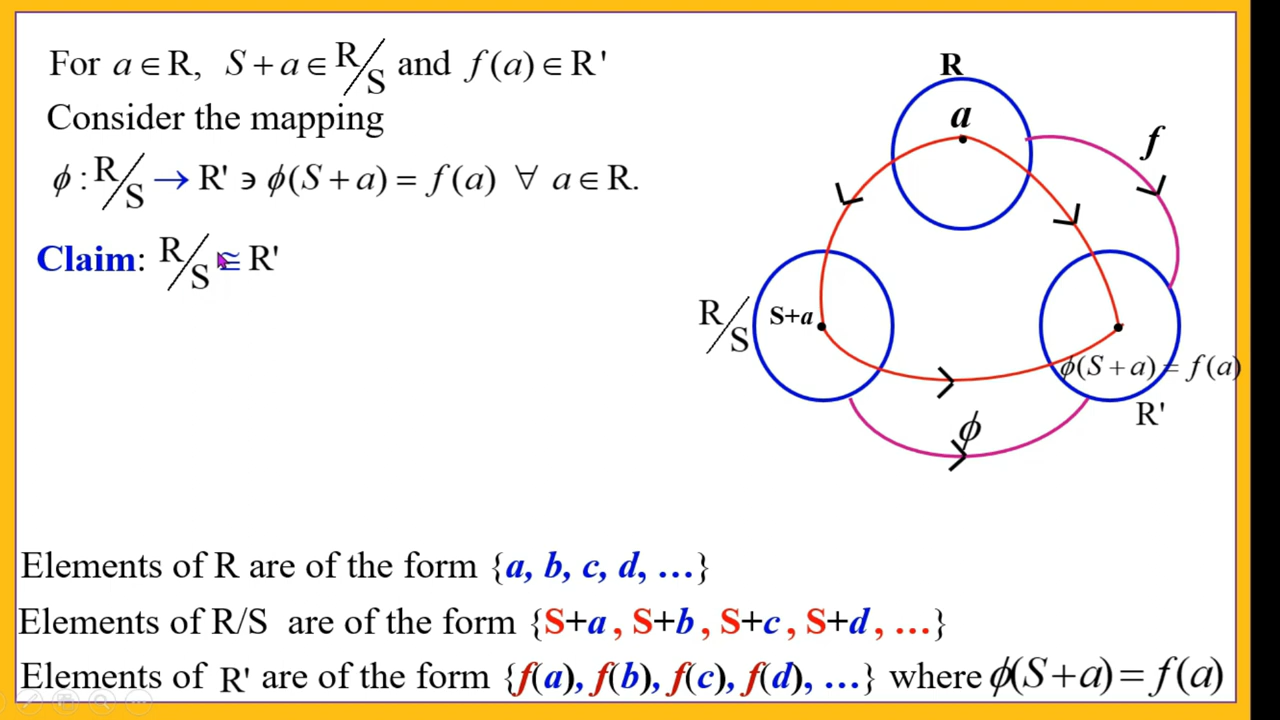 For a ∈ R, S + a ∈ R/S and f(a) ∈ R'
Consider the mapping
ϕ : R/S → R' ∋ ϕ(S + a) = f(a) ∀ a ∈ R.
Claim: R/S ≅ R'
R
a
f
R/S
S+a
ϕ(S + a) = f(a)
R'
ϕ
Elements of R are of the form {a, b, c, d, …}
Elements of R/S are of the form {S+a , S+b , S+c , S+d , …}
Elements of R' are of the form {f(a), f(b), f(c), f(d), …} where ϕ(S + a) = f(a)